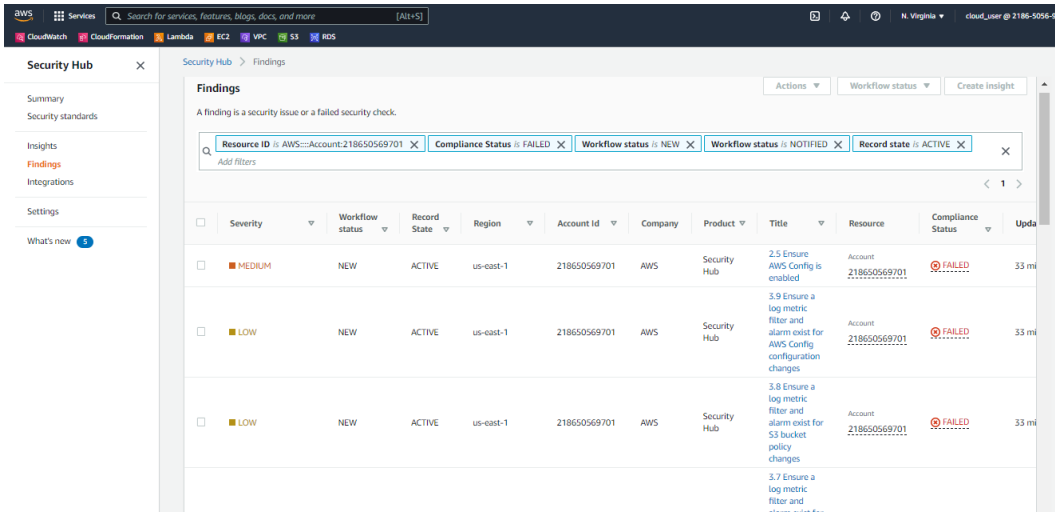 aws Services Search for services, features, blogs, docs, and more [Alt+S] N. Virginia ▼ cloud_user @ 2186-5056-9
CloudWatch CloudFormation Lambda EC2 VPC S3 RDS
Security Hub
Summary
Security standards
Insights
Findings
Integrations
Settings
What's new 5
Security Hub > Findings
Findings
Actions ▼ Workflow status ▼ Create insight
A finding is a security issue or a failed security check.
Resource ID is AWS::::Account:218650569701 Compliance Status is FAILED Workflow status is NEW Workflow status is NOTIFIED Record state is ACTIVE
Add filters
< 1 >
Severity Workflow status Record State Region Account Id Company Product Title Resource Compliance Status Upda
MEDIUM NEW ACTIVE us-east-1 218650569701 AWS Security Hub
2.5 Ensure
AWS Config is
enabled
Account
218650569701
FAILED 33 mi
LOW NEW ACTIVE us-east-1 218650569701 AWS Security Hub
3.9 Ensure a
log metric
filter and
alarm exist for
AWS Config
configuration
changes
Account
218650569701
FAILED 33 mi
LOW NEW ACTIVE us-east-1 218650569701 AWS Security Hub
3.8 Ensure a
log metric
filter and
alarm exist for
S3 bucket
policy
changes
Account
218650569701
FAILED 33 mi
3.7 Ensure a
log metric
filter and